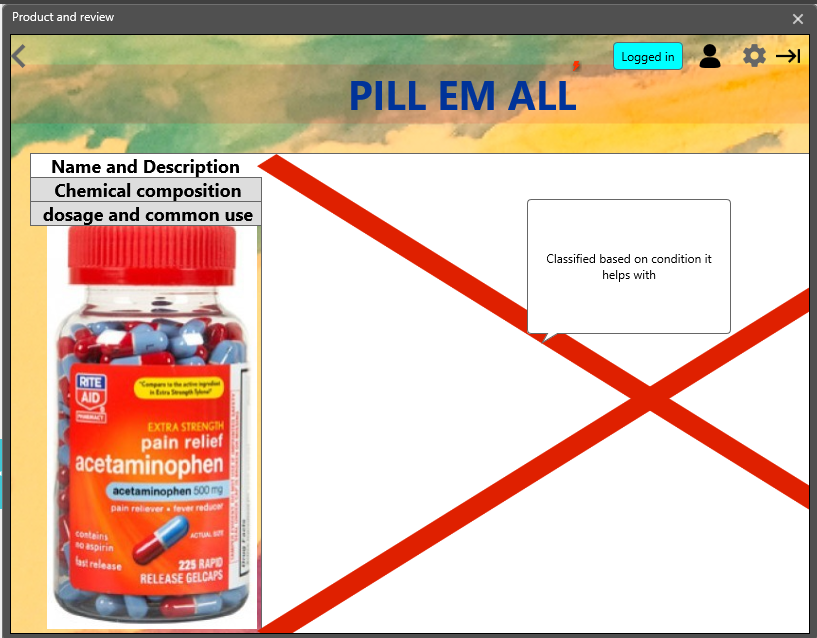 Product and review
Logged in
PILL EM ALL
Name and Description
Chemical composition
dosage and common use
Classified based on condition it
helps with
RITE
AID
PHARMACY
"Compare to the active ingredient
in Extra Strength Tylenol"
EXTRA STRENGTH
pain relief
acetaminophen
acetaminophen 500 mg
pain reliever • fever reducer
contains
no aspirin
ACTUAL SIZE
fast release
225 RAPID
RELEASE GELCAPS
Drug Facts